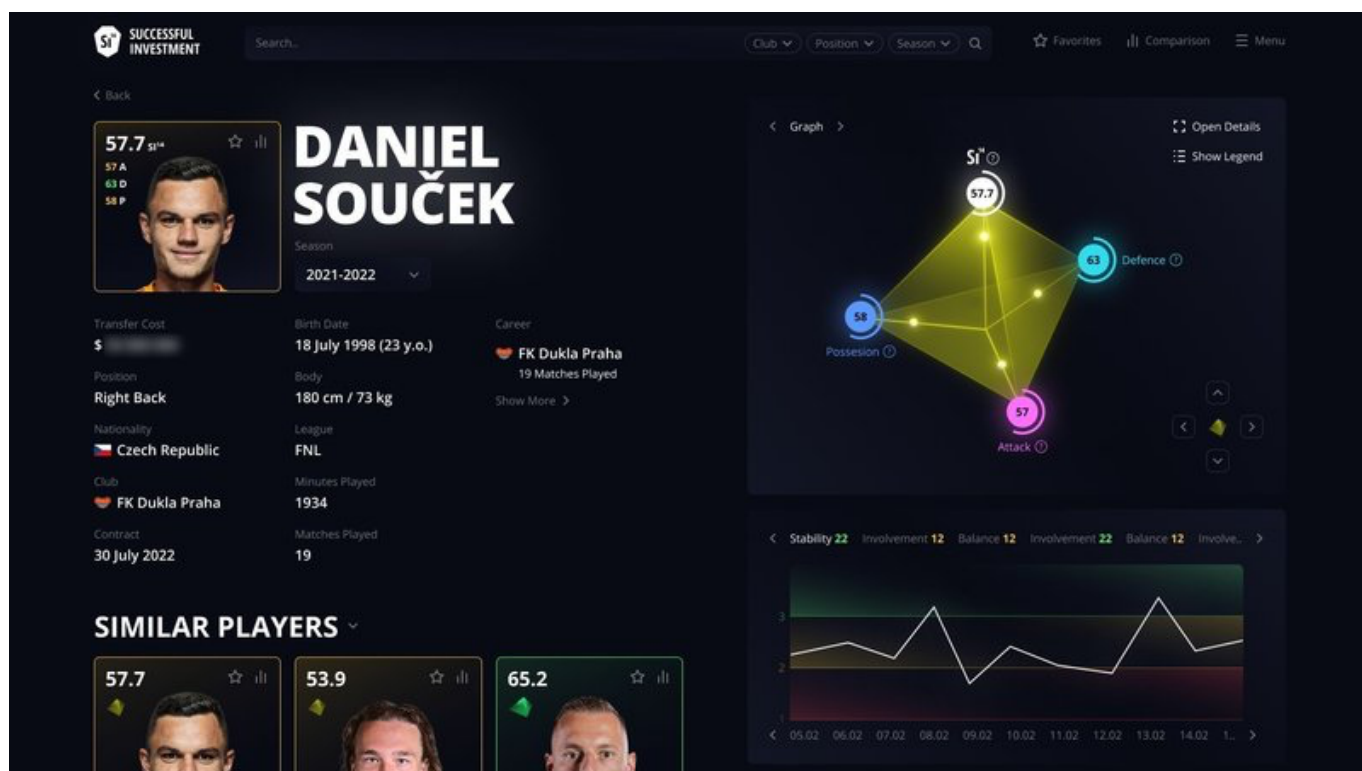 Si™ SUCCESSFUL
INVESTMENT
Search..
Club
Position
Season
Favorites
Comparison
Menu
Back
57.7 SI¹⁴
57 A
63 D
58 P
DANIEL
SOUČEK
Season
2021-2022
Transfer Cost
$
Birth Date
18 July 1998 (23 y.o.)
Career
FK Dukla Praha
19 Matches Played
Show More
Position
Right Back
Body
180 cm / 73 kg
Nationality
Czech Republic
League
FNL
Club
FK Dukla Praha
Minutes Played
1934
Contract
30 July 2022
Matches Played
19
SIMILAR PLAYERS
57.7
53.9
65.2
Graph
Open Details
Show Legend
Si¹⁴ ?
57.7
63
Defence ?
58
Possesion ?
57
Attack ?
Stability 22 Involvement 12 Balance 12 Involvement 22 Balance 12 Involve..
3
2
1
05.02 06.02 07.02 08.02 09.02 10.02 11.02 12.02 13.02 14.02 1..